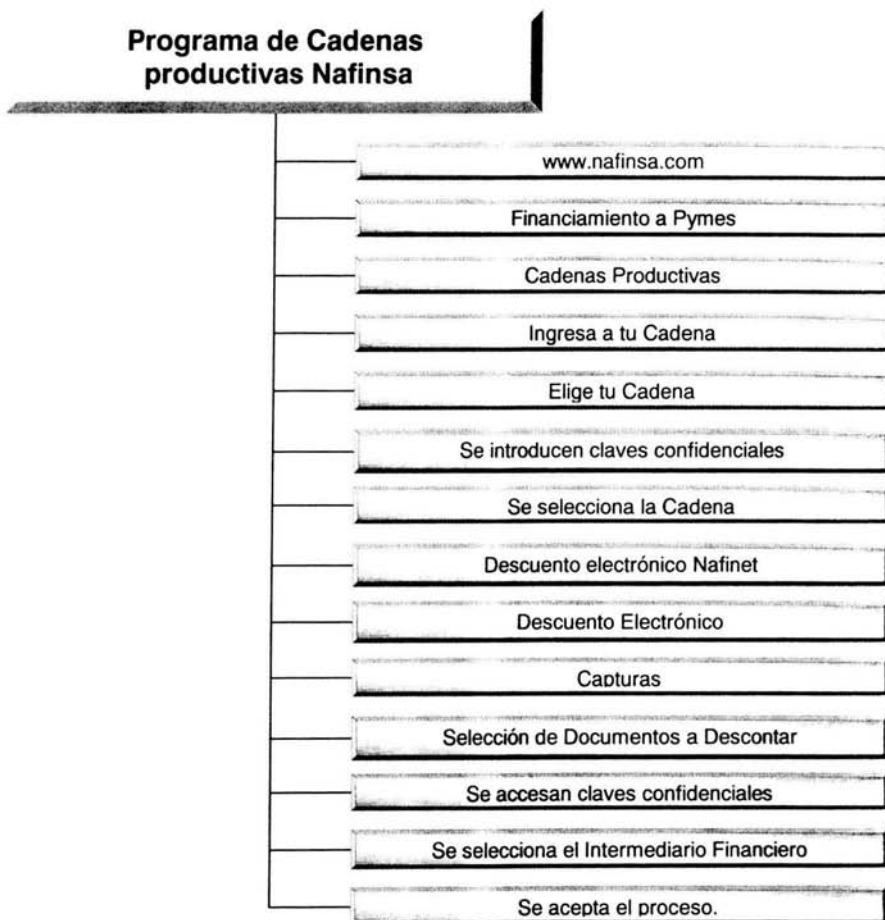 Programa de Cadenas
productivas Nafinsa
www.nafinsa.com
Financiamiento a Pymes
Cadenas Productivas
Ingresa a tu Cadena
Elige tu Cadena
Se introducen claves confidenciales
Se selecciona la Cadena
Descuento electrónico Nafinet
Descuento Electrónico
Capturas
Selección de Documentos a Descontar
Se accesan claves confidenciales
Se selecciona el Intermediario Financiero
Se acepta el proceso.